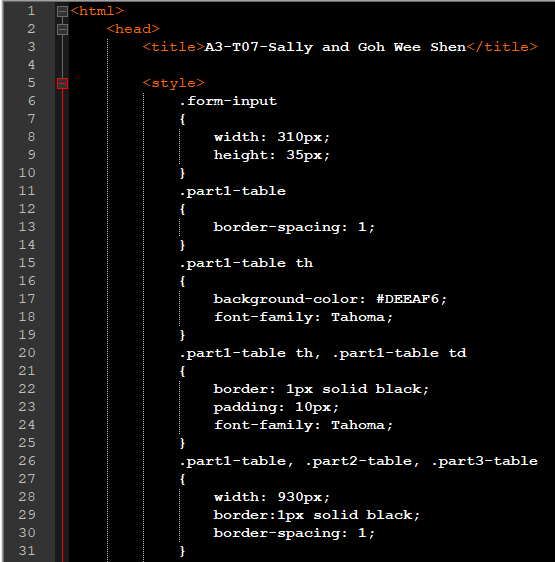 1 <html>
2 <head>
3 <title>A3-T07-Sally and Goh Wee Shen</title>
4
5 <style>
6 .form-input
7 {
8 width: 310px;
9 height: 35px;
10 }
11 .part1-table
12 {
13 border-spacing: 1;
14 }
15 .part1-table th
16 {
17 background-color: #DEEAF6;
18 font-family: Tahoma;
19 }
20 .part1-table th, .part1-table td
21 {
22 border: 1px solid black;
23 padding: 10px;
24 font-family: Tahoma;
25 }
26 .part1-table, .part2-table, .part3-table
27 {
28 width: 930px;
29 border:1px solid black;
30 border-spacing: 1;
31 }